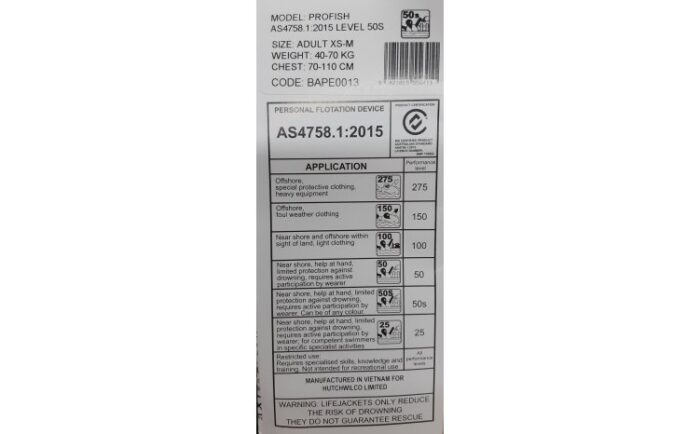 MODEL: PROFISH
AS4758.1:2015 LEVEL 50S
50s
SIZE: ADULT XS-M
WEIGHT: 40-70 KG
CHEST: 70-110 CM
CODE: BAPE0013
PERSONAL FLOTATION DEVICE
AS4758.1:2015
PRODUCT CERTIFICATION
APPLICATION
Performance
level
Offshore,
special protective clothing,
heavy equipment
275
275
Offshore,
foul weather clothing
150
150
Near shore and offshore within
sight of land, light clothing
100
100
Near shore, help at hand,
limited protection against
drowning, requires active
participation by wearer
50
50
Near shore, help at hand, limited
protection against drowning,
requires active participation by
wearer. Can be of any colour.
50S
50s
Near shore, help at hand, limited
protection against drowning,
requires active participation by
wearer; for competent swimmers
in specific specialist activities
25
25
Restricted use:
Requires specialised skills, knowledge and
training. Not intended for recreational use
All
performance
levels
MANUFACTURED IN VIETNAM FOR
HUTCHWILCO LIMITED
WARNING: LIFEJACKETS ONLY REDUCE
THE RISK OF DROWNING
THEY DO NOT GUARANTEE RESCUE